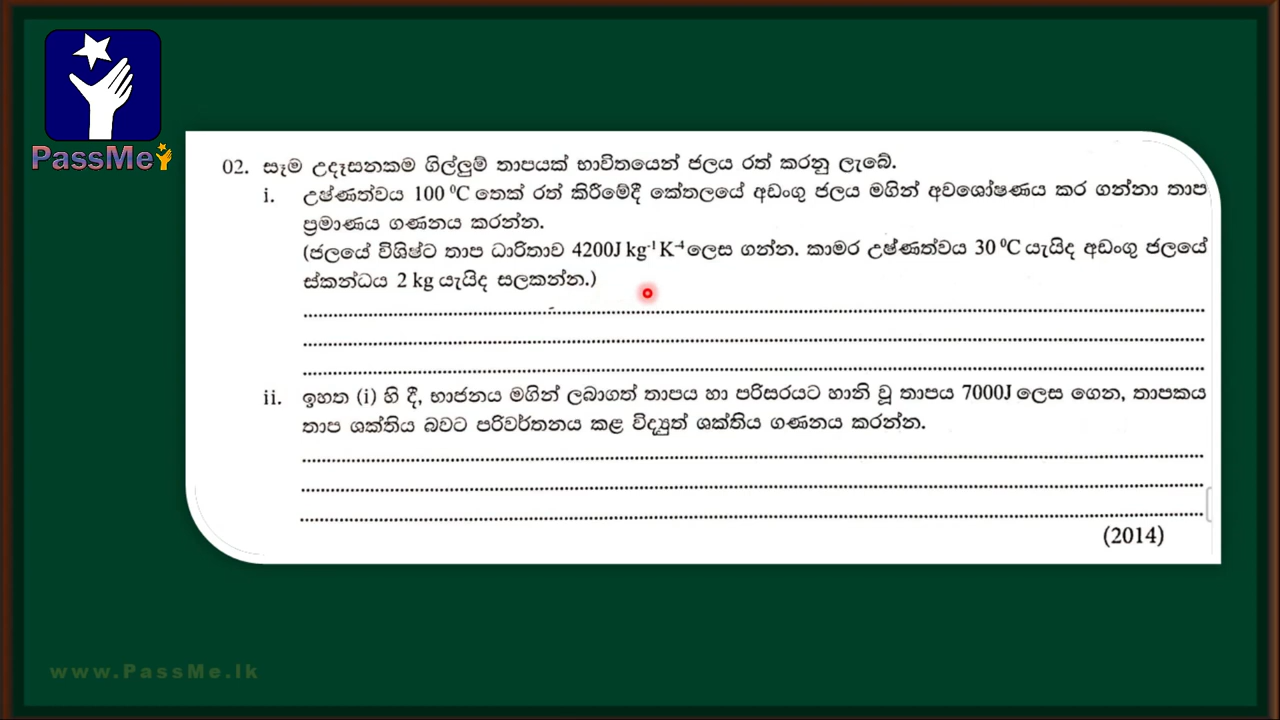 PassMe
02. සෑම උදෑසනකම ගිල්ලුම් තාපයක් භාවිතයෙන් ජලය රත් කරනු ලැබේ.
i. උෂ්ණත්වය 100 ⁰C තෙක් රත් කිරීමේදී කේතලයේ අඩංගු ජලය මගින් අවශෝෂණය කර ගන්නා තාප
ප්‍රමාණය ගණනය කරන්න.
(ජලයේ විශිෂ්ට තාප ධාරිතාව 4200J kg⁻¹ K⁻¹ ලෙස ගන්න. කාමර උෂ්ණත්වය 30 ⁰C යැයිද අඩංගු ජලයේ
ස්කන්ධය 2 kg යැයිද සලකන්න.)
ii. ඉහත (i) හි දී, භාජනය මගින් ලබාගත් තාපය හා පරිසරයට හානි වූ තාපය 7000J ලෙස ගෙන, තාපකය
තාප ශක්තිය බවට පරිවර්තනය කළ විද්‍යුත් ශක්තිය ගණනය කරන්න.
(2014)
www.PassMe.lk